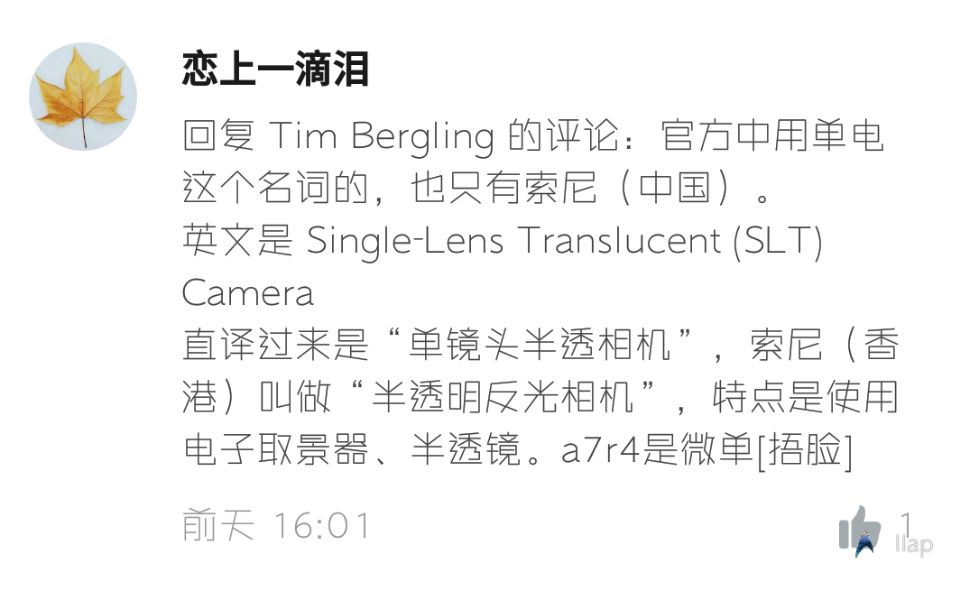 恋上一滴泪
回复 Tim Bergling 的评论：官方中用单电
这个名词的，也只有索尼（中国）。
英文是 Single-Lens Translucent (SLT)
Camera
直译过来是“单镜头半透相机”，索尼（香
港）叫做“半透明反光相机”，特点是使用
电子取景器、半透镜。a7r4是微单[捂脸]
前天 16:01
1
llap